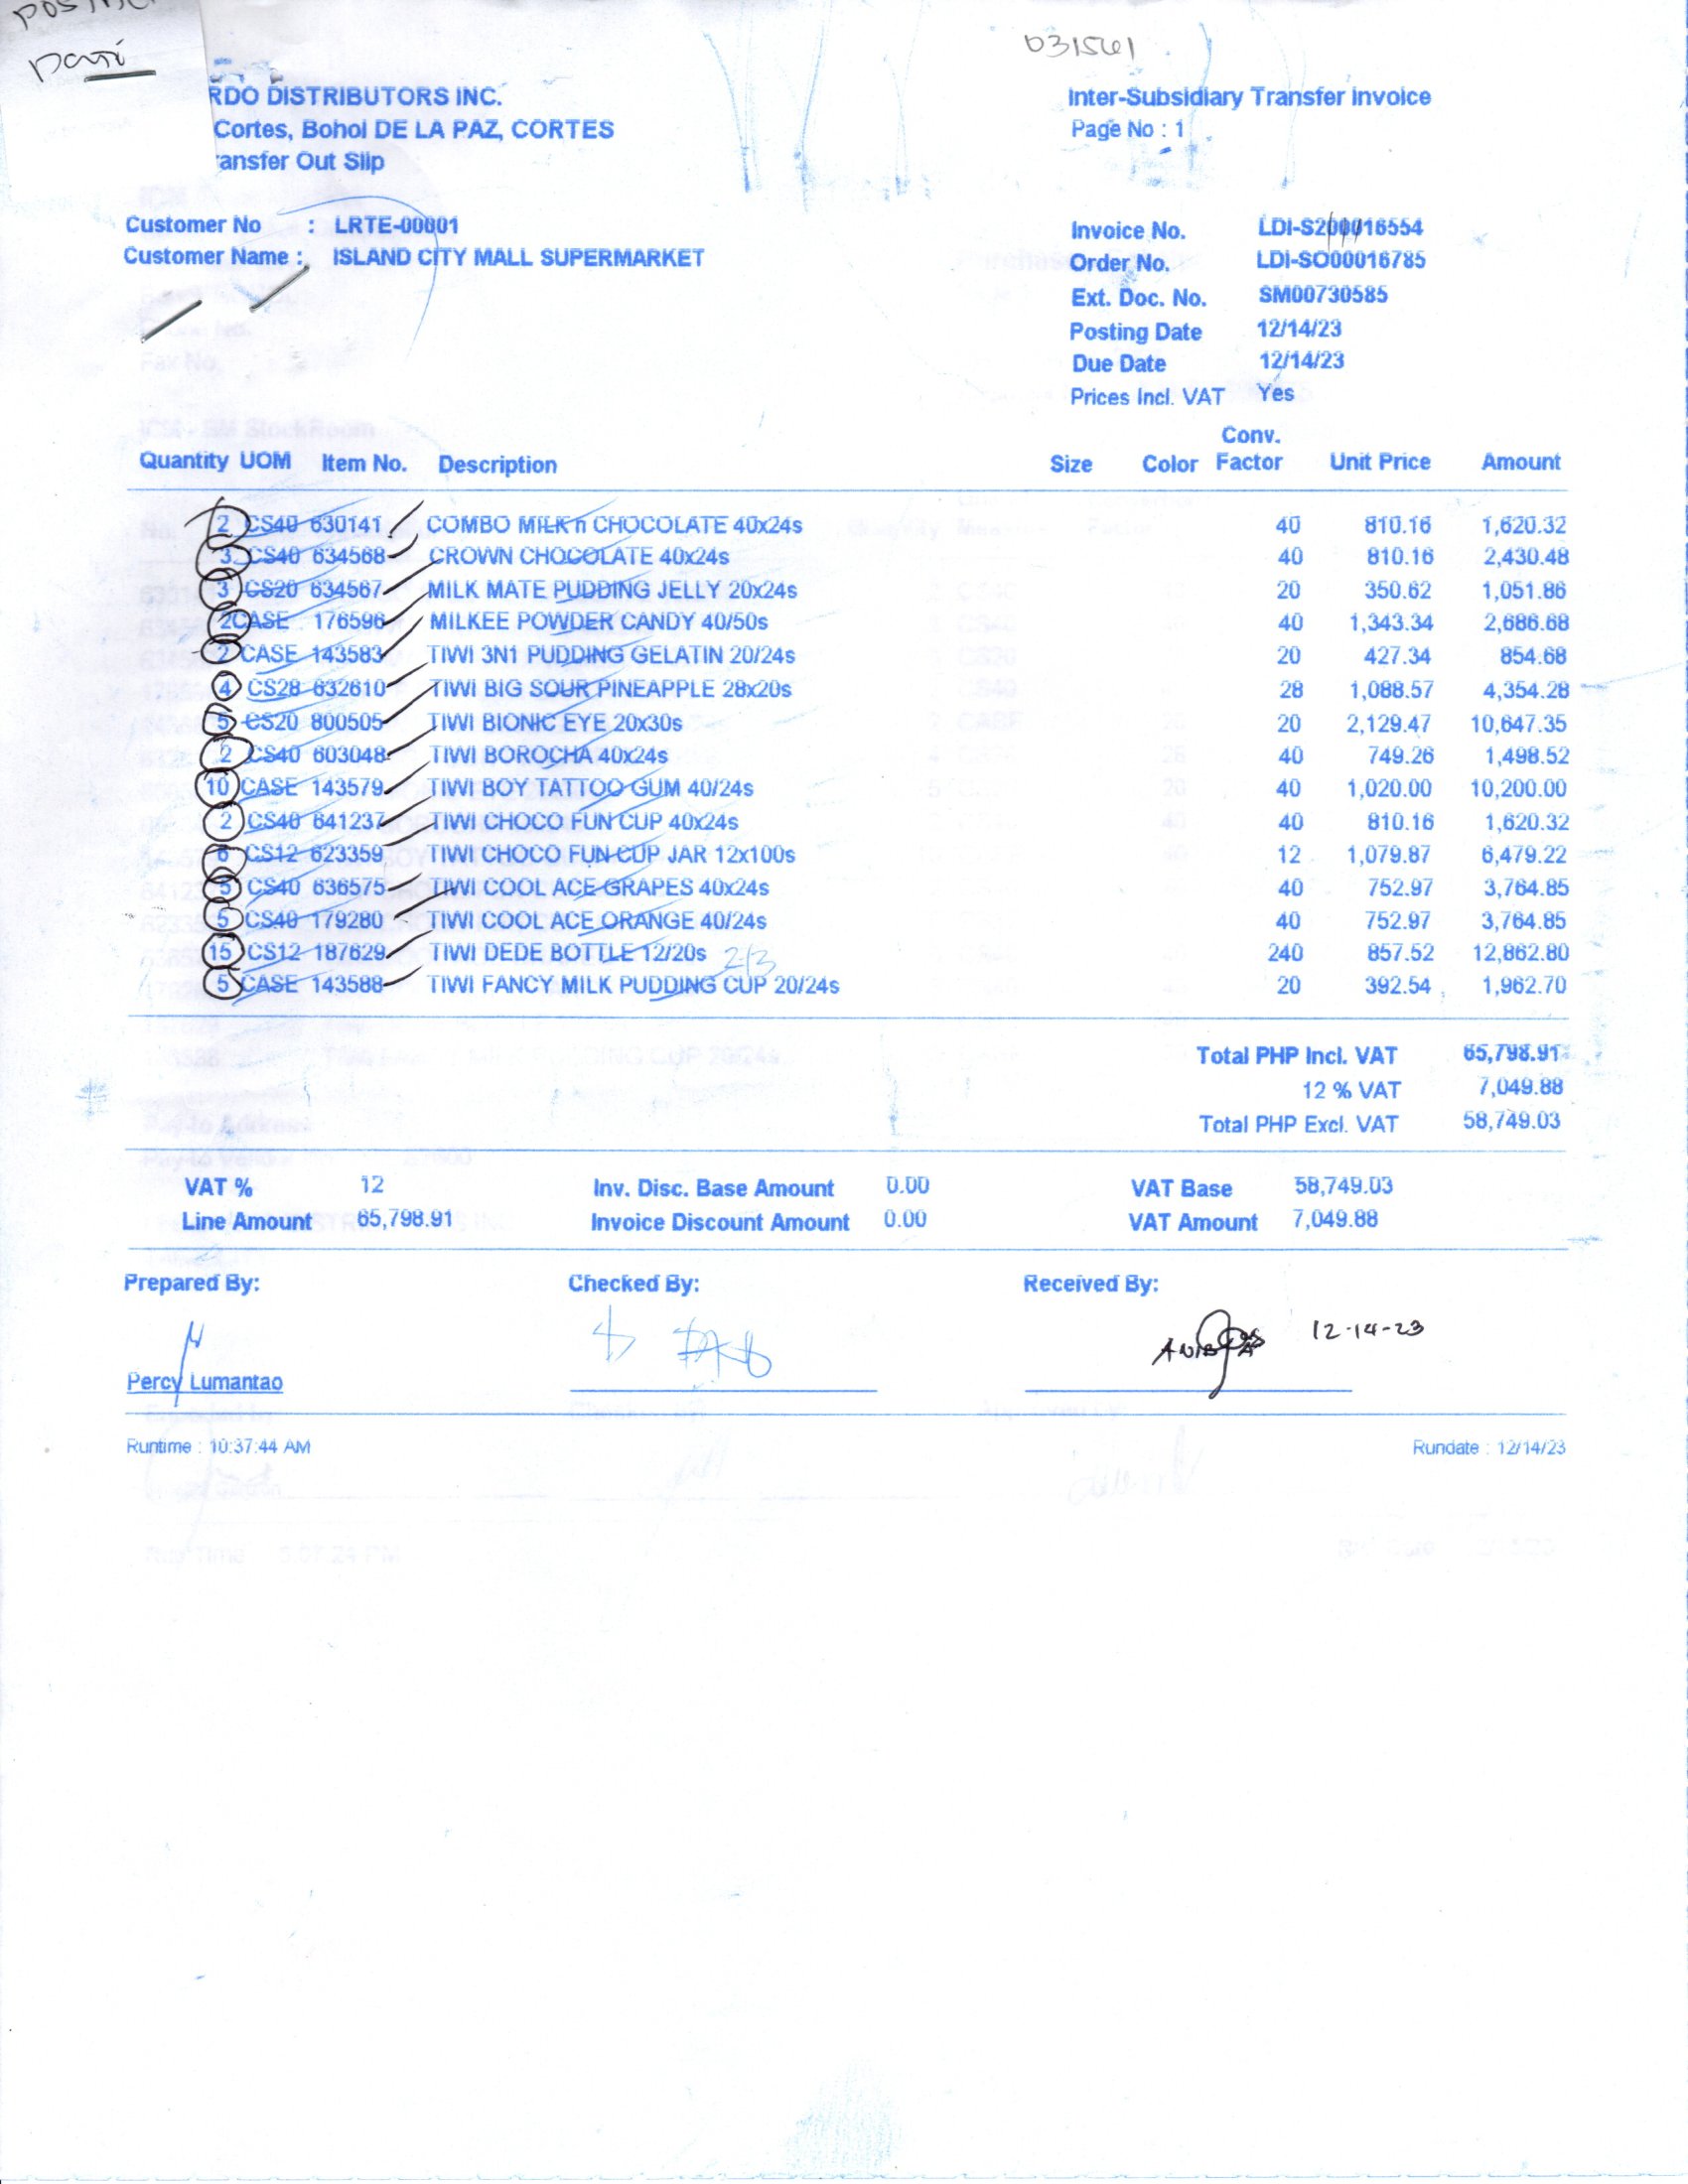 031561
RDO DISTRIBUTORS INC.
Cortes, Bohol DE LA PAZ, CORTES
ansfer Out Slip
Inter-Subsidiary Transfer Invoice
Page No : 1
Customer No : LRTE-00001
Customer Name : ISLAND CITY MALL SUPERMARKET
Invoice No. LDI-S200016554
Order No. LDI-SO00016785
Ext. Doc. No. SM00730585
Posting Date 12/14/23
Due Date 12/14/23
Prices Incl. VAT Yes
Quantity UOM Item No. Description Size Color Conv. Factor Unit Price Amount
2 CS40 630141 COMBO MILK n CHOCOLATE 40x24s 40 810.16 1,620.32
3 CS40 634568 CROWN CHOCOLATE 40x24s 40 810.16 2,430.48
3 CS20 634567 MILK MATE PUDDING JELLY 20x24s 20 350.62 1,051.86
2 CASE 176596 MILKEE POWDER CANDY 40/50s 40 1,343.34 2,686.68
2 CASE 143583 TIWI 3N1 PUDDING GELATIN 20/24s 20 427.34 854.68
4 CS28 632610 TIWI BIG SOUR PINEAPPLE 28x20s 28 1,088.57 4,354.28
5 CS20 800505 TIWI BIONIC EYE 20x30s 20 2,129.47 10,647.35
2 CS40 603048 TIWI BOROCHA 40x24s 40 749.26 1,498.52
10 CASE 143579 TIWI BOY TATTOO GUM 40/24s 40 1,020.00 10,200.00
2 CS40 641237 TIWI CHOCO FUN CUP 40x24s 40 810.16 1,620.32
6 CS12 623359 TIWI CHOCO FUN CUP JAR 12x100s 12 1,079.87 6,479.22
5 CS40 636575 TIWI COOL ACE GRAPES 40x24s 40 752.97 3,764.85
5 CS40 179280 TIWI COOL ACE ORANGE 40/24s 40 752.97 3,764.85
15 CS12 187629 TIWI DEDE BOTTLE 12/20s 240 857.52 12,862.80
5 CASE 143588 TIWI FANCY MILK PUDDING CUP 20/24s 20 392.54 1,962.70
Total PHP Incl. VAT 65,798.91
12 % VAT 7,049.88
Total PHP Excl. VAT 58,749.03
VAT % 12 Inv. Disc. Base Amount 0.00 VAT Base 58,749.03
Line Amount 65,798.91 Invoice Discount Amount 0.00 VAT Amount 7,049.88
Prepared By: Checked By: Received By:
12-14-23
Percy Lumantao
Runtime : 10:37:44 AM Rundate : 12/14/23